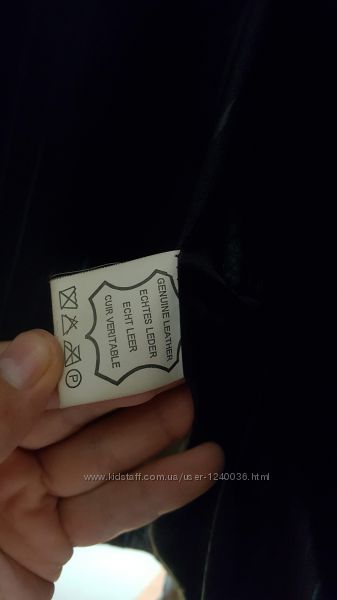 GENUINE LEATHER
ECHTES LEDER
ECHT LEER
CUIR VERITABLE
P
www.kidstaff.com.ua/user-1240036.html